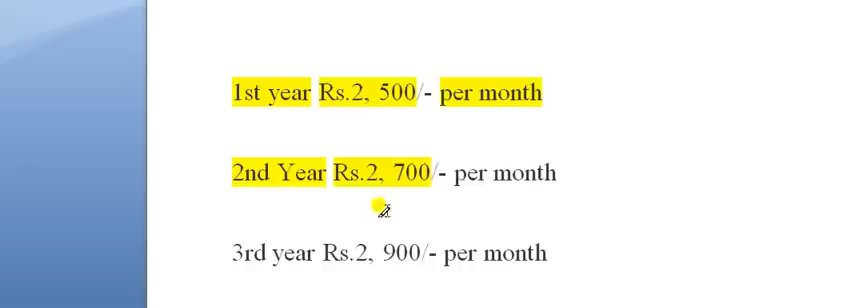 1st year Rs.2, 500/- per month
2nd Year Rs.2, 700/- per month
3rd year Rs.2, 900/- per month